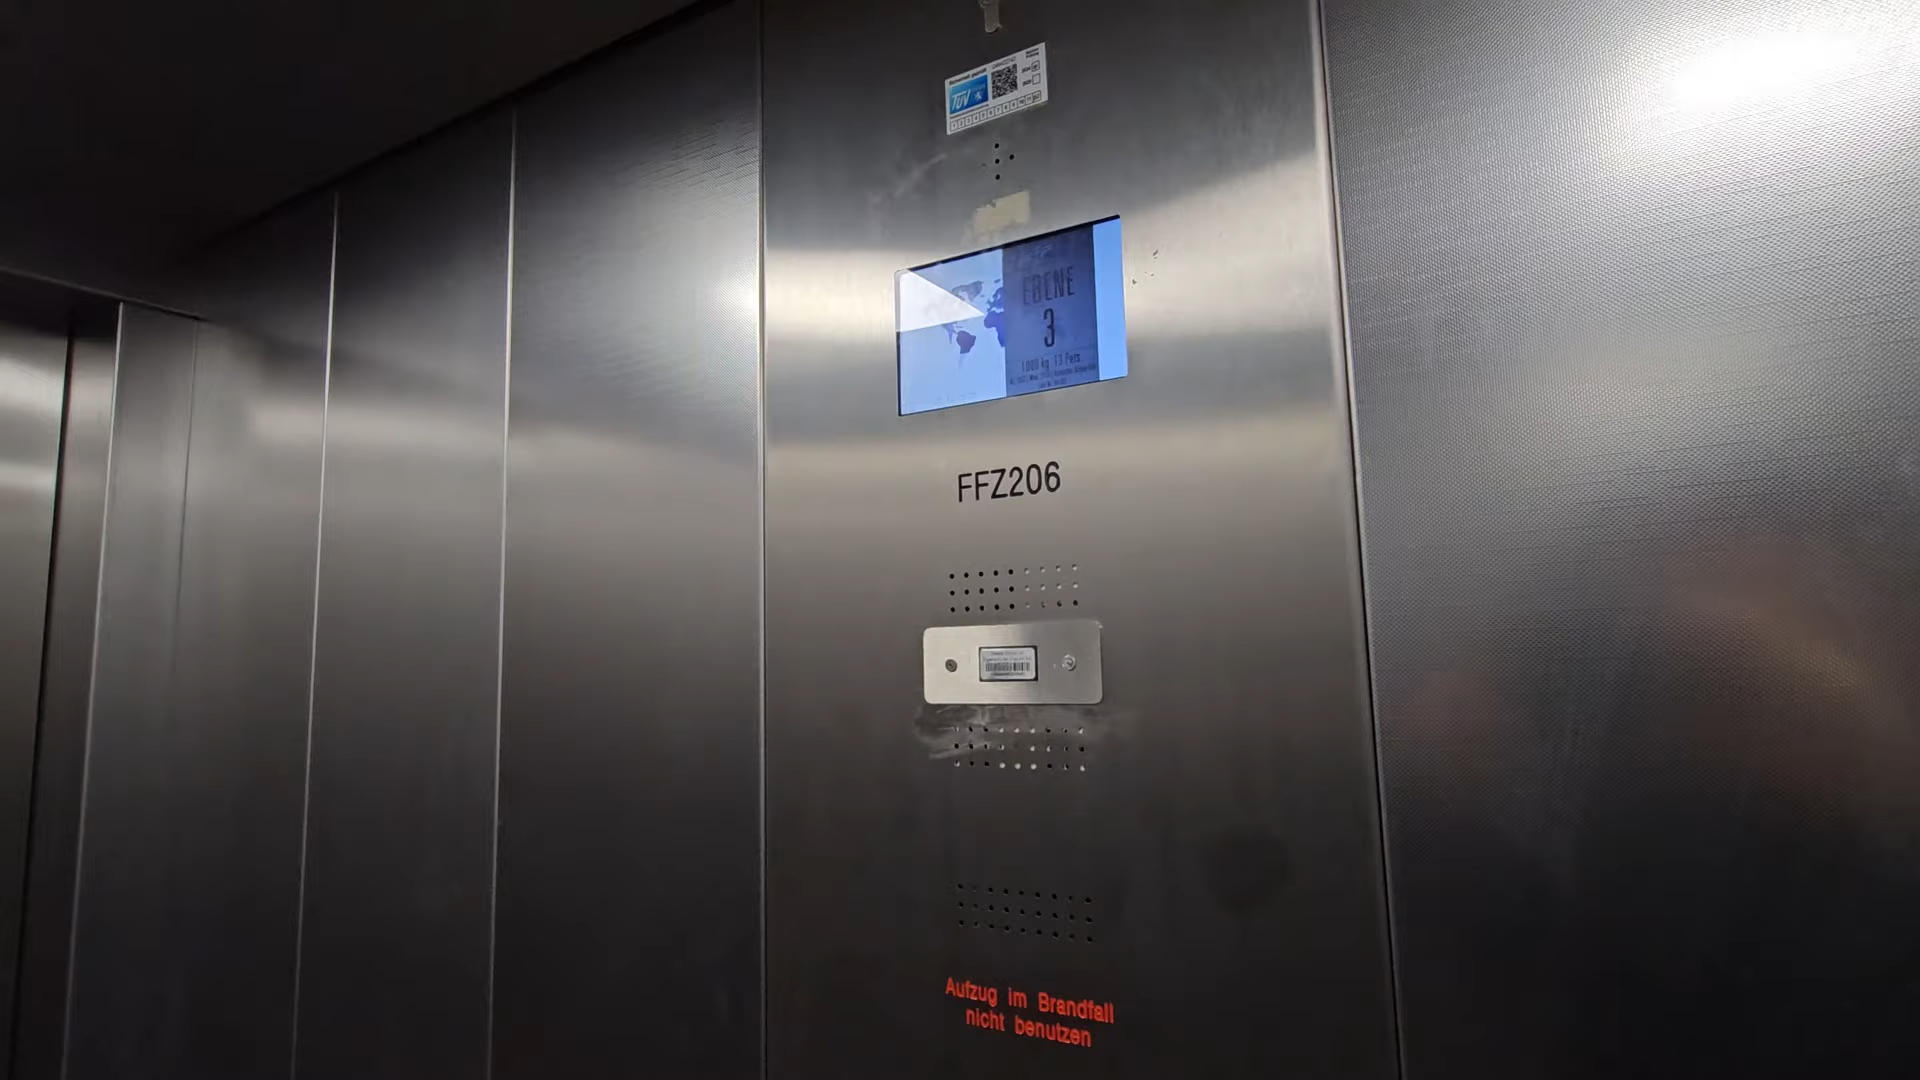 TÜV
EBENE
3
1000 kg 13 Pers.
FFZ206
Aufzug im Brandfall
nicht benutzen